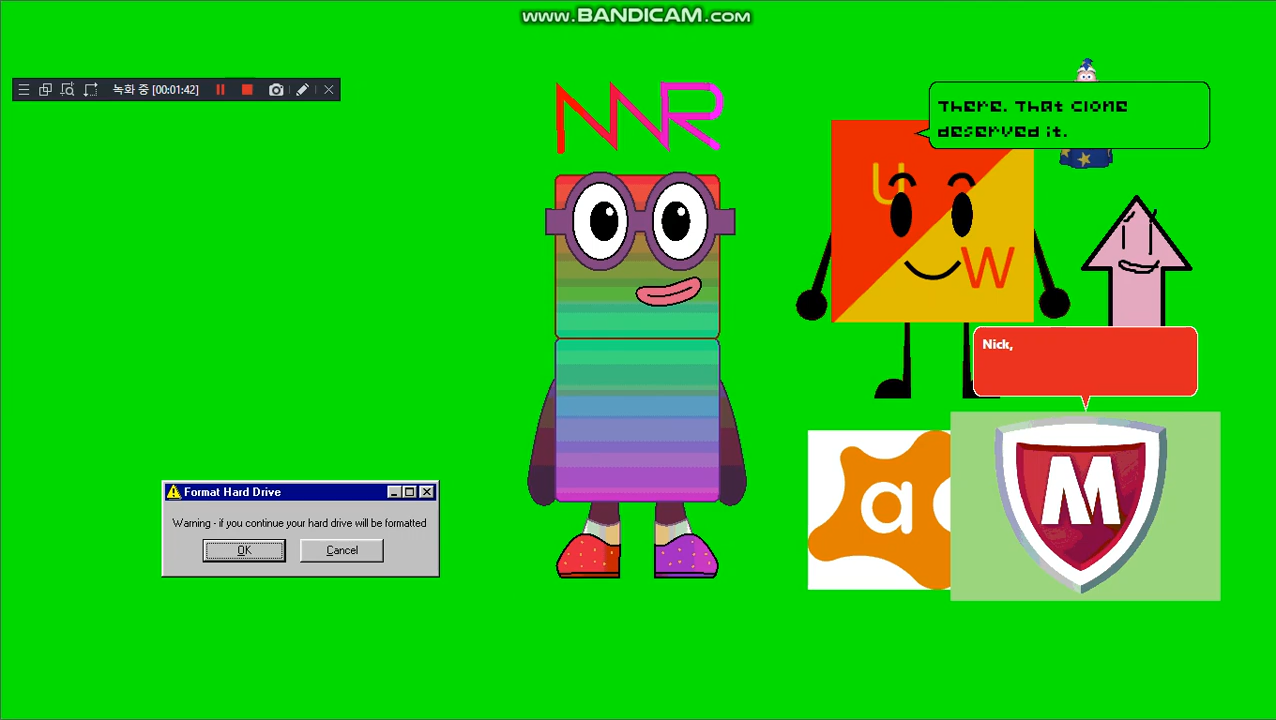 www.BANDICAM.com
녹화 중 [00:01:42]
NNR
There. That clone
deserved it.
U
W
Nick,
Format Hard Drive
Warning - if you continue your hard drive will be formatted
OK
Cancel
a
M